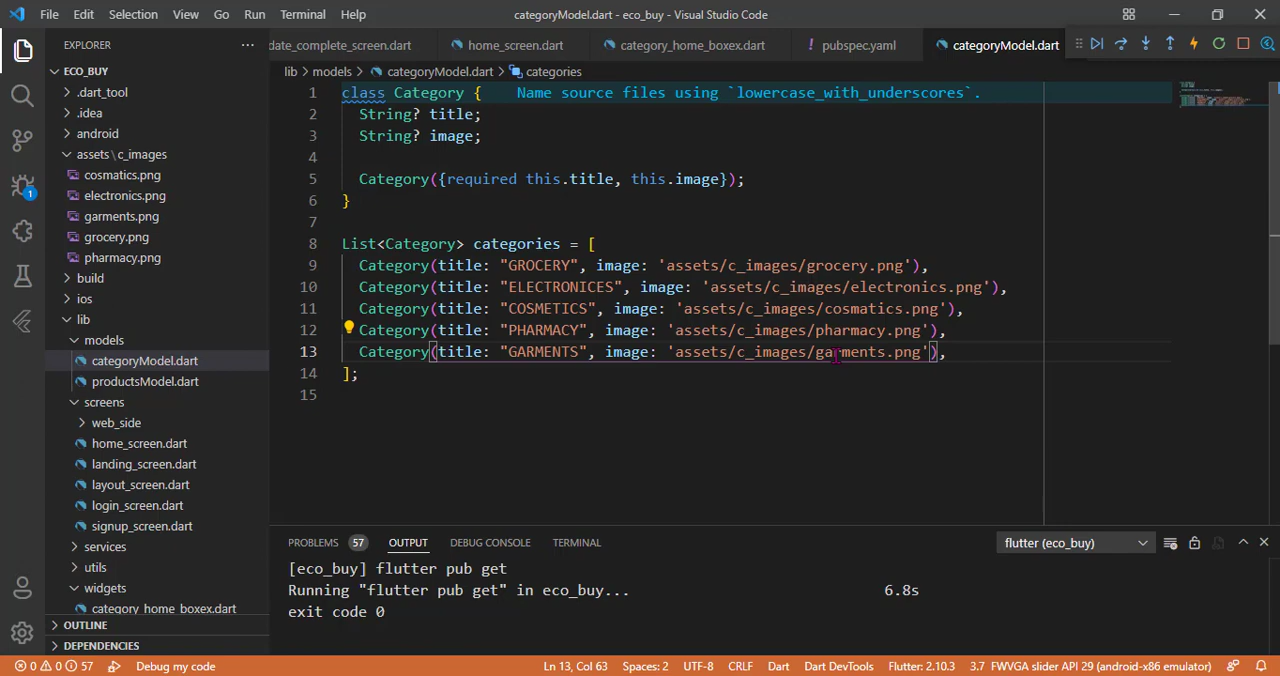 File Edit Selection View Go Run Terminal Help categoryModel.dart - eco_buy - Visual Studio Code
EXPLORER ··· date_complete_screen.dart home_screen.dart category_home_boxex.dart pubspec.yaml categoryModel.dart
ECO_BUY
lib > models > categoryModel.dart > categories
.dart_tool
.idea
android
assets\c_images
cosmatics.png
electronics.png
garments.png
grocery.png
pharmacy.png
build
ios
lib
models
categoryModel.dart
productsModel.dart
screens
web_side
home_screen.dart
landing_screen.dart
layout_screen.dart
login_screen.dart
signup_screen.dart
services
utils
widgets
category_home_boxex.dart
OUTLINE
DEPENDENCIES
1 class Category { Name source files using `lowercase_with_underscores`.
2 String? title;
3 String? image;
4
5 Category({required this.title, this.image});
6 }
7
8 List<Category> categories = [
9 Category(title: "GROCERY", image: 'assets/c_images/grocery.png'),
10 Category(title: "ELECTRONICES", image: 'assets/c_images/electronics.png'),
11 Category(title: "COSMETICS", image: 'assets/c_images/cosmatics.png'),
12 Category(title: "PHARMACY", image: 'assets/c_images/pharmacy.png'),
13 Category(title: "GARMENTS", image: 'assets/c_images/garments.png'),
14 ];
15
PROBLEMS 57 OUTPUT DEBUG CONSOLE TERMINAL flutter (eco_buy)
[eco_buy] flutter pub get
Running "flutter pub get" in eco_buy... 6.8s
exit code 0
1
0 0 57 Debug my code Ln 13, Col 63 Spaces: 2 UTF-8 CRLF Dart Dart DevTools Flutter: 2.10.3 3.7 FWVGA slider API 29 (android-x86 emulator)